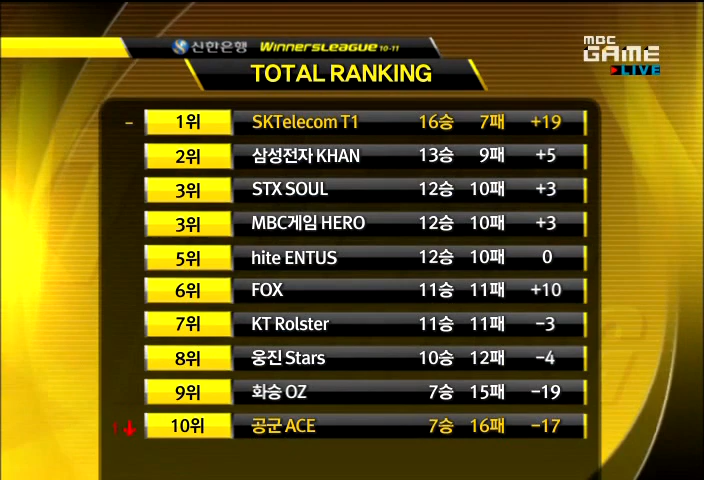 신한은행 WINNERSLEAGUE 10-11
MBC
GAME
LIVE
TOTAL RANKING
- 1위 SKTelecom T1 16승 7패 +19
2위 삼성전자 KHAN 13승 9패 +5
3위 STX SOUL 12승 10패 +3
3위 MBC게임 HERO 12승 10패 +3
5위 hite ENTUS 12승 10패 0
6위 FOX 11승 11패 +10
7위 KT Rolster 11승 11패 -3
8위 웅진 Stars 10승 12패 -4
9위 화승 OZ 7승 15패 -19
10위 공군 ACE 7승 16패 -17